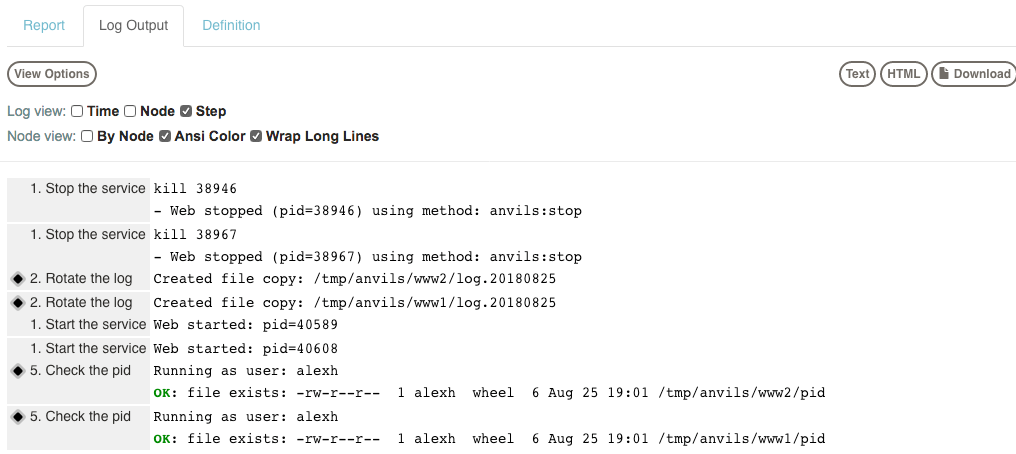 Report Log Output Definition
View Options Text HTML Download
Log view: Time Node Step
Node view: By Node Ansi Color Wrap Long Lines
1. Stop the service kill 38946
- Web stopped (pid=38946) using method: anvils:stop
1. Stop the service kill 38967
- Web stopped (pid=38967) using method: anvils:stop
2. Rotate the log Created file copy: /tmp/anvils/www2/log.20180825
2. Rotate the log Created file copy: /tmp/anvils/www1/log.20180825
1. Start the service Web started: pid=40589
1. Start the service Web started: pid=40608
5. Check the pid Running as user: alexh
OK: file exists: -rw-r--r--  1 alexh  wheel  6 Aug 25 19:01 /tmp/anvils/www2/pid
5. Check the pid Running as user: alexh
OK: file exists: -rw-r--r--  1 alexh  wheel  6 Aug 25 19:01 /tmp/anvils/www1/pid